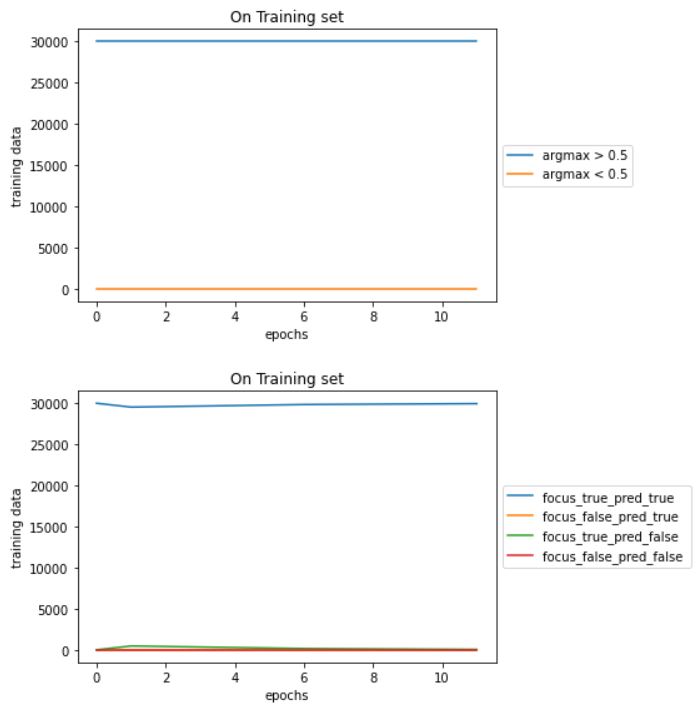 On Training set
30000
25000
20000
15000
10000
5000
0
training data
0 2 4 6 8 10
epochs
argmax > 0.5
argmax < 0.5
On Training set
30000
25000
20000
15000
10000
5000
0
training data
0 2 4 6 8 10
epochs
focus_true_pred_true
focus_false_pred_true
focus_true_pred_false
focus_false_pred_false